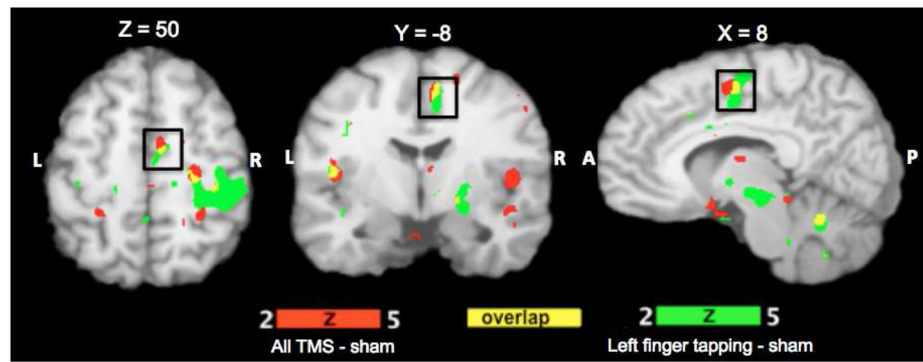 Z = 50
Y = -8
X = 8
L
R
L
R
A
P
2 Z 5
overlap
2 Z 5
All TMS - sham
Left finger tapping - sham